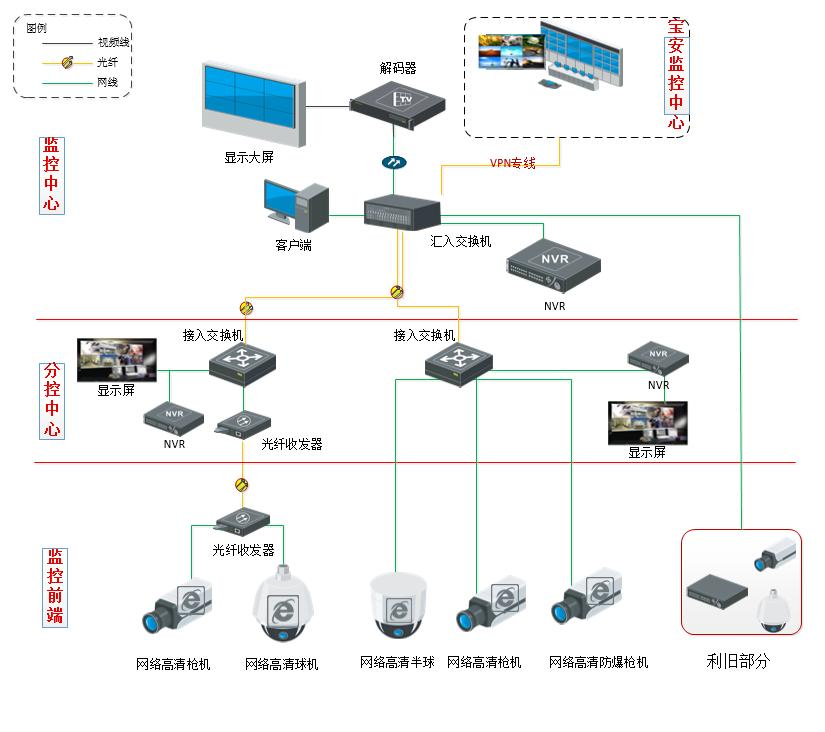 图例
视频线
光纤
网线
宝安监控中心
解码器
TV
显示大屏
VPN专线
监控中心
客户端
汇入交换机
NVR
NVR
接入交换机
接入交换机
分控中心
显示屏
NVR
NVR
光纤收发器
NVR
NVR
显示屏
监控前端
光纤收发器
网络高清枪机
网络高清球机
网络高清半球
网络高清枪机
网络高清防爆枪机
利旧部分